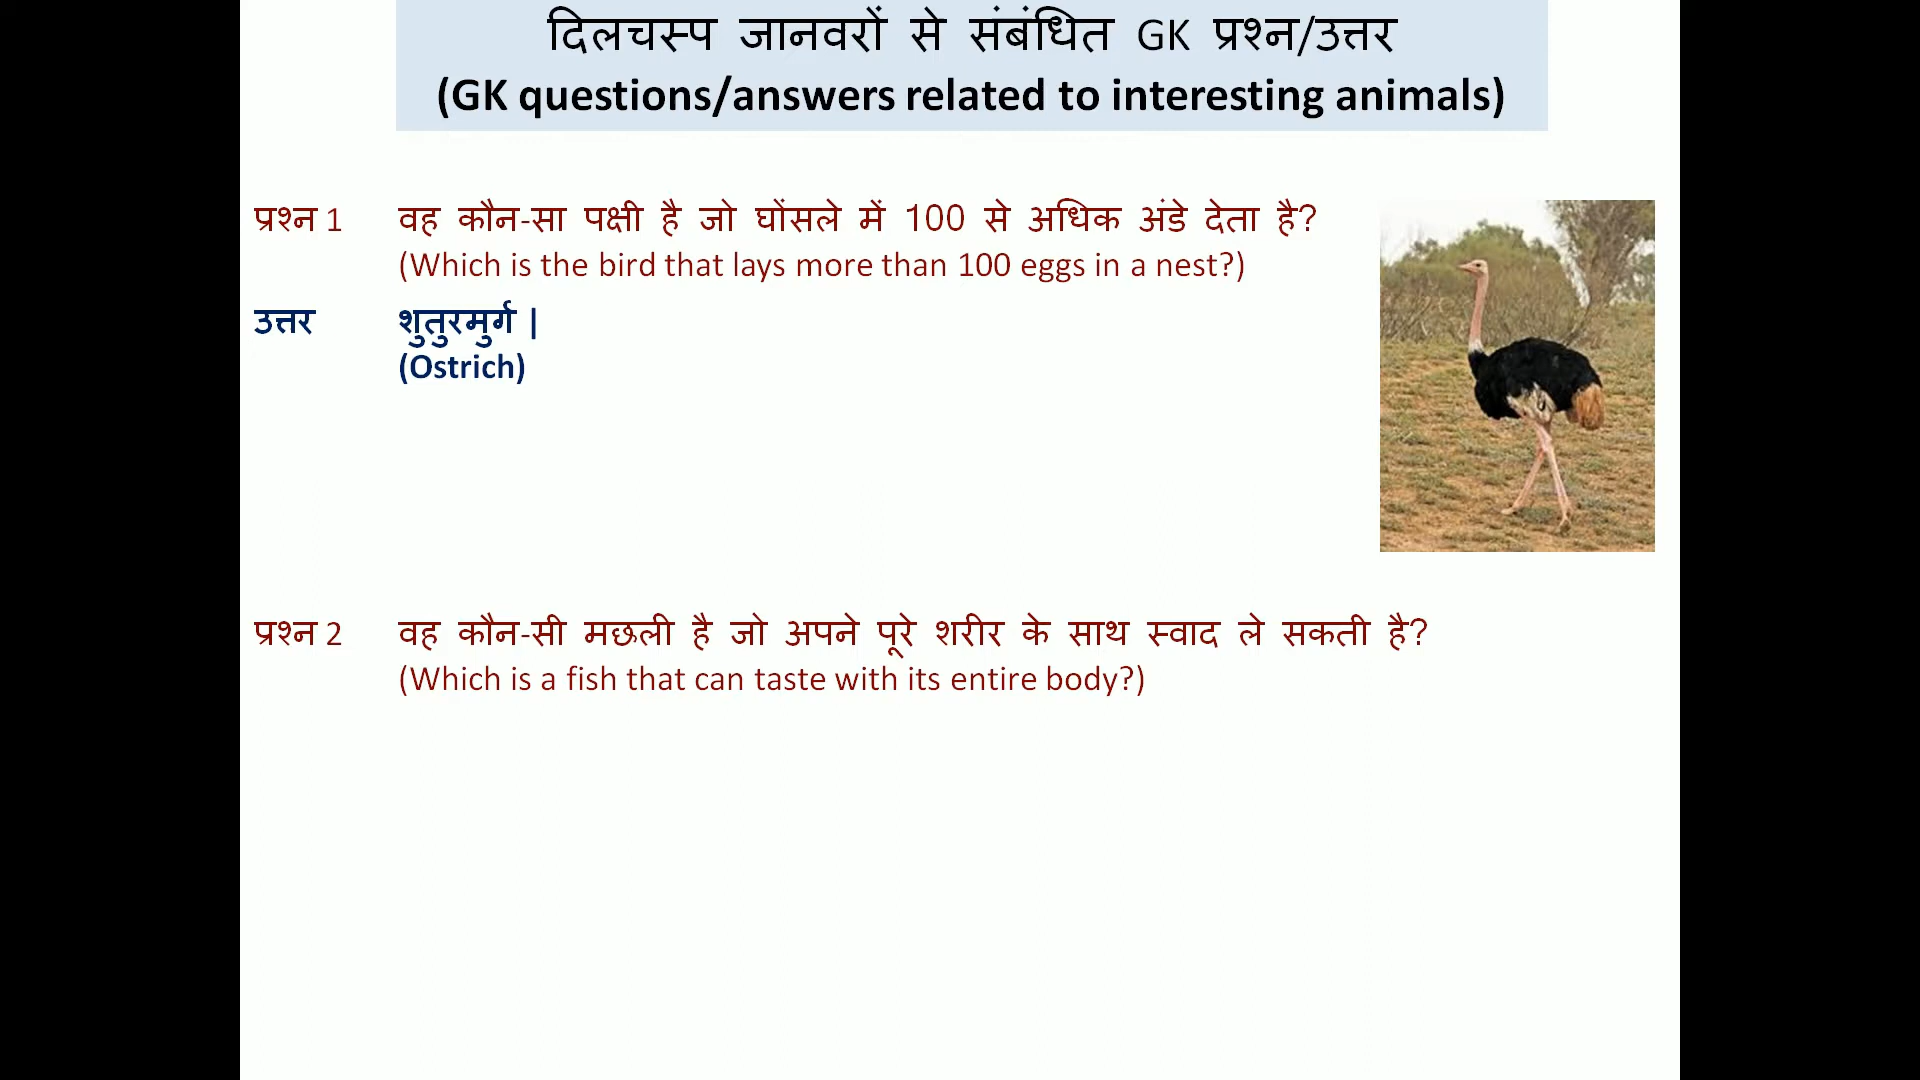 दिलचस्प जानवरों से संबंधित GK प्रश्न/उत्तर
(GK questions/answers related to interesting animals)
प्रश्न 1 वह कौन-सा पक्षी है जो घोंसले में 100 से अधिक अंडे देता है?
(Which is the bird that lays more than 100 eggs in a nest?)
उत्तर शुतुरमुर्ग |
(Ostrich)
प्रश्न 2 वह कौन-सी मछली है जो अपने पूरे शरीर के साथ स्वाद ले सकती है?
(Which is a fish that can taste with its entire body?)